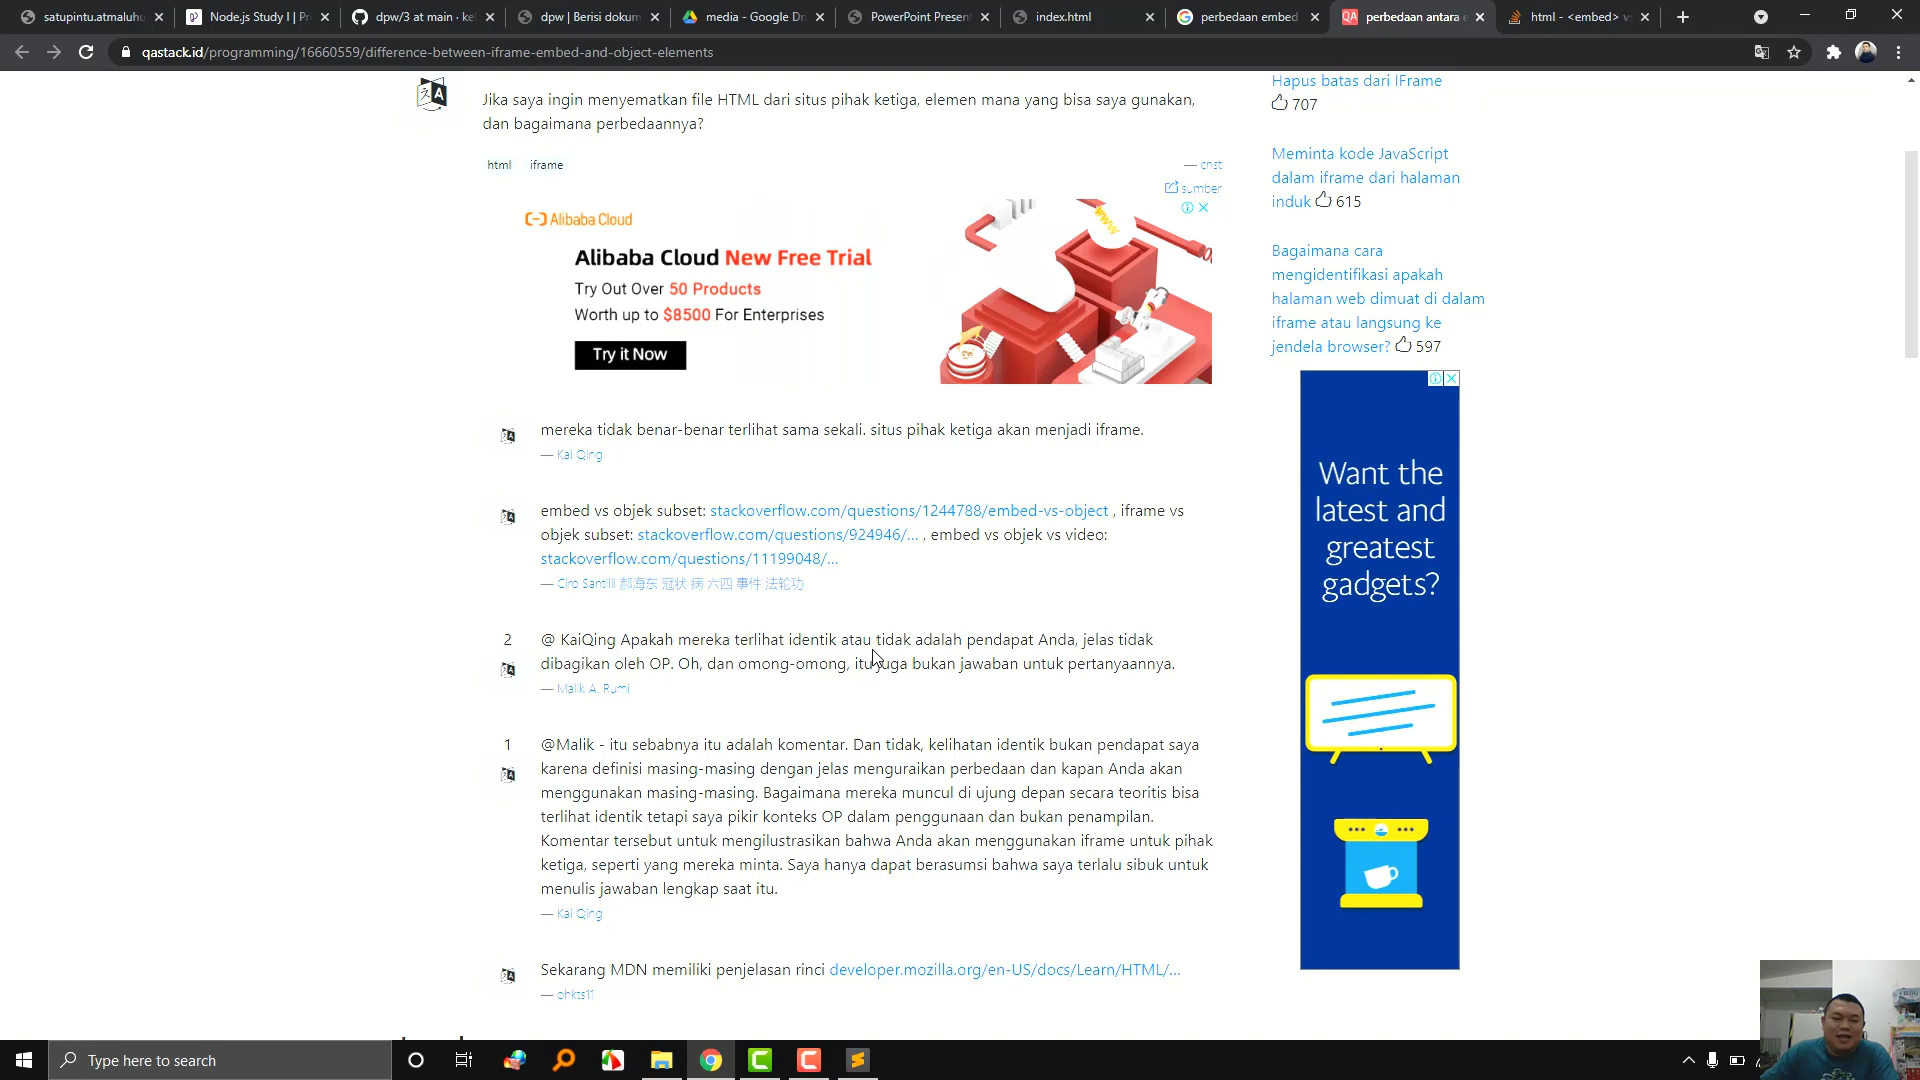 satupintu.atmaluhu
Node.js Study I | P
dpw/3 at main · ke
dpw | Berisi dokum
media - Google Dri
PowerPoint Present
index.html
perbedaan embed
perbedaan antara e
html - <embed> v
qastack.id/programming/16660559/difference-between-iframe-embed-and-object-elements
Jika saya ingin menyematkan file HTML dari situs pihak ketiga, elemen mana yang bisa saya gunakan,
dan bagaimana perbedaannya?
html iframe
— cnst
sumber
Alibaba Cloud
Alibaba Cloud New Free Trial
Try Out Over 50 Products
Worth up to $8500 For Enterprises
Try it Now
WWW
mereka tidak benar-benar terlihat sama sekali. situs pihak ketiga akan menjadi iframe.
— Kai Qing
embed vs objek subset: stackoverflow.com/questions/1244788/embed-vs-object , iframe vs
objek subset: stackoverflow.com/questions/924946/... , embed vs objek vs video:
stackoverflow.com/questions/11199048/...
— Ciro Santilli 郝海东 冠状 病 六四 事件 法轮功
2
@ KaiQing Apakah mereka terlihat identik atau tidak adalah pendapat Anda, jelas tidak
dibagikan oleh OP. Oh, dan omong-omong, itu juga bukan jawaban untuk pertanyaannya.
— Malik A. Rumi
1
@Malik - itu sebabnya itu adalah komentar. Dan tidak, kelihatan identik bukan pendapat saya
karena definisi masing-masing dengan jelas menguraikan perbedaan dan kapan Anda akan
menggunakan masing-masing. Bagaimana mereka muncul di ujung depan secara teoritis bisa
terlihat identik tetapi saya pikir konteks OP dalam penggunaan dan bukan penampilan.
Komentar tersebut untuk mengilustrasikan bahwa Anda akan menggunakan iframe untuk pihak
ketiga, seperti yang mereka minta. Saya hanya dapat berasumsi bahwa saya terlalu sibuk untuk
menulis jawaban lengkap saat itu.
— Kai Qing
Sekarang MDN memiliki penjelasan rinci developer.mozilla.org/en-US/docs/Learn/HTML/...
— ohkts11
Hapus batas dari IFrame
707
Meminta kode JavaScript
dalam iframe dari halaman
induk 615
Bagaimana cara
mengidentifikasi apakah
halaman web dimuat di dalam
iframe atau langsung ke
jendela browser? 597
Want the
latest and
greatest
gadgets?
Type here to search